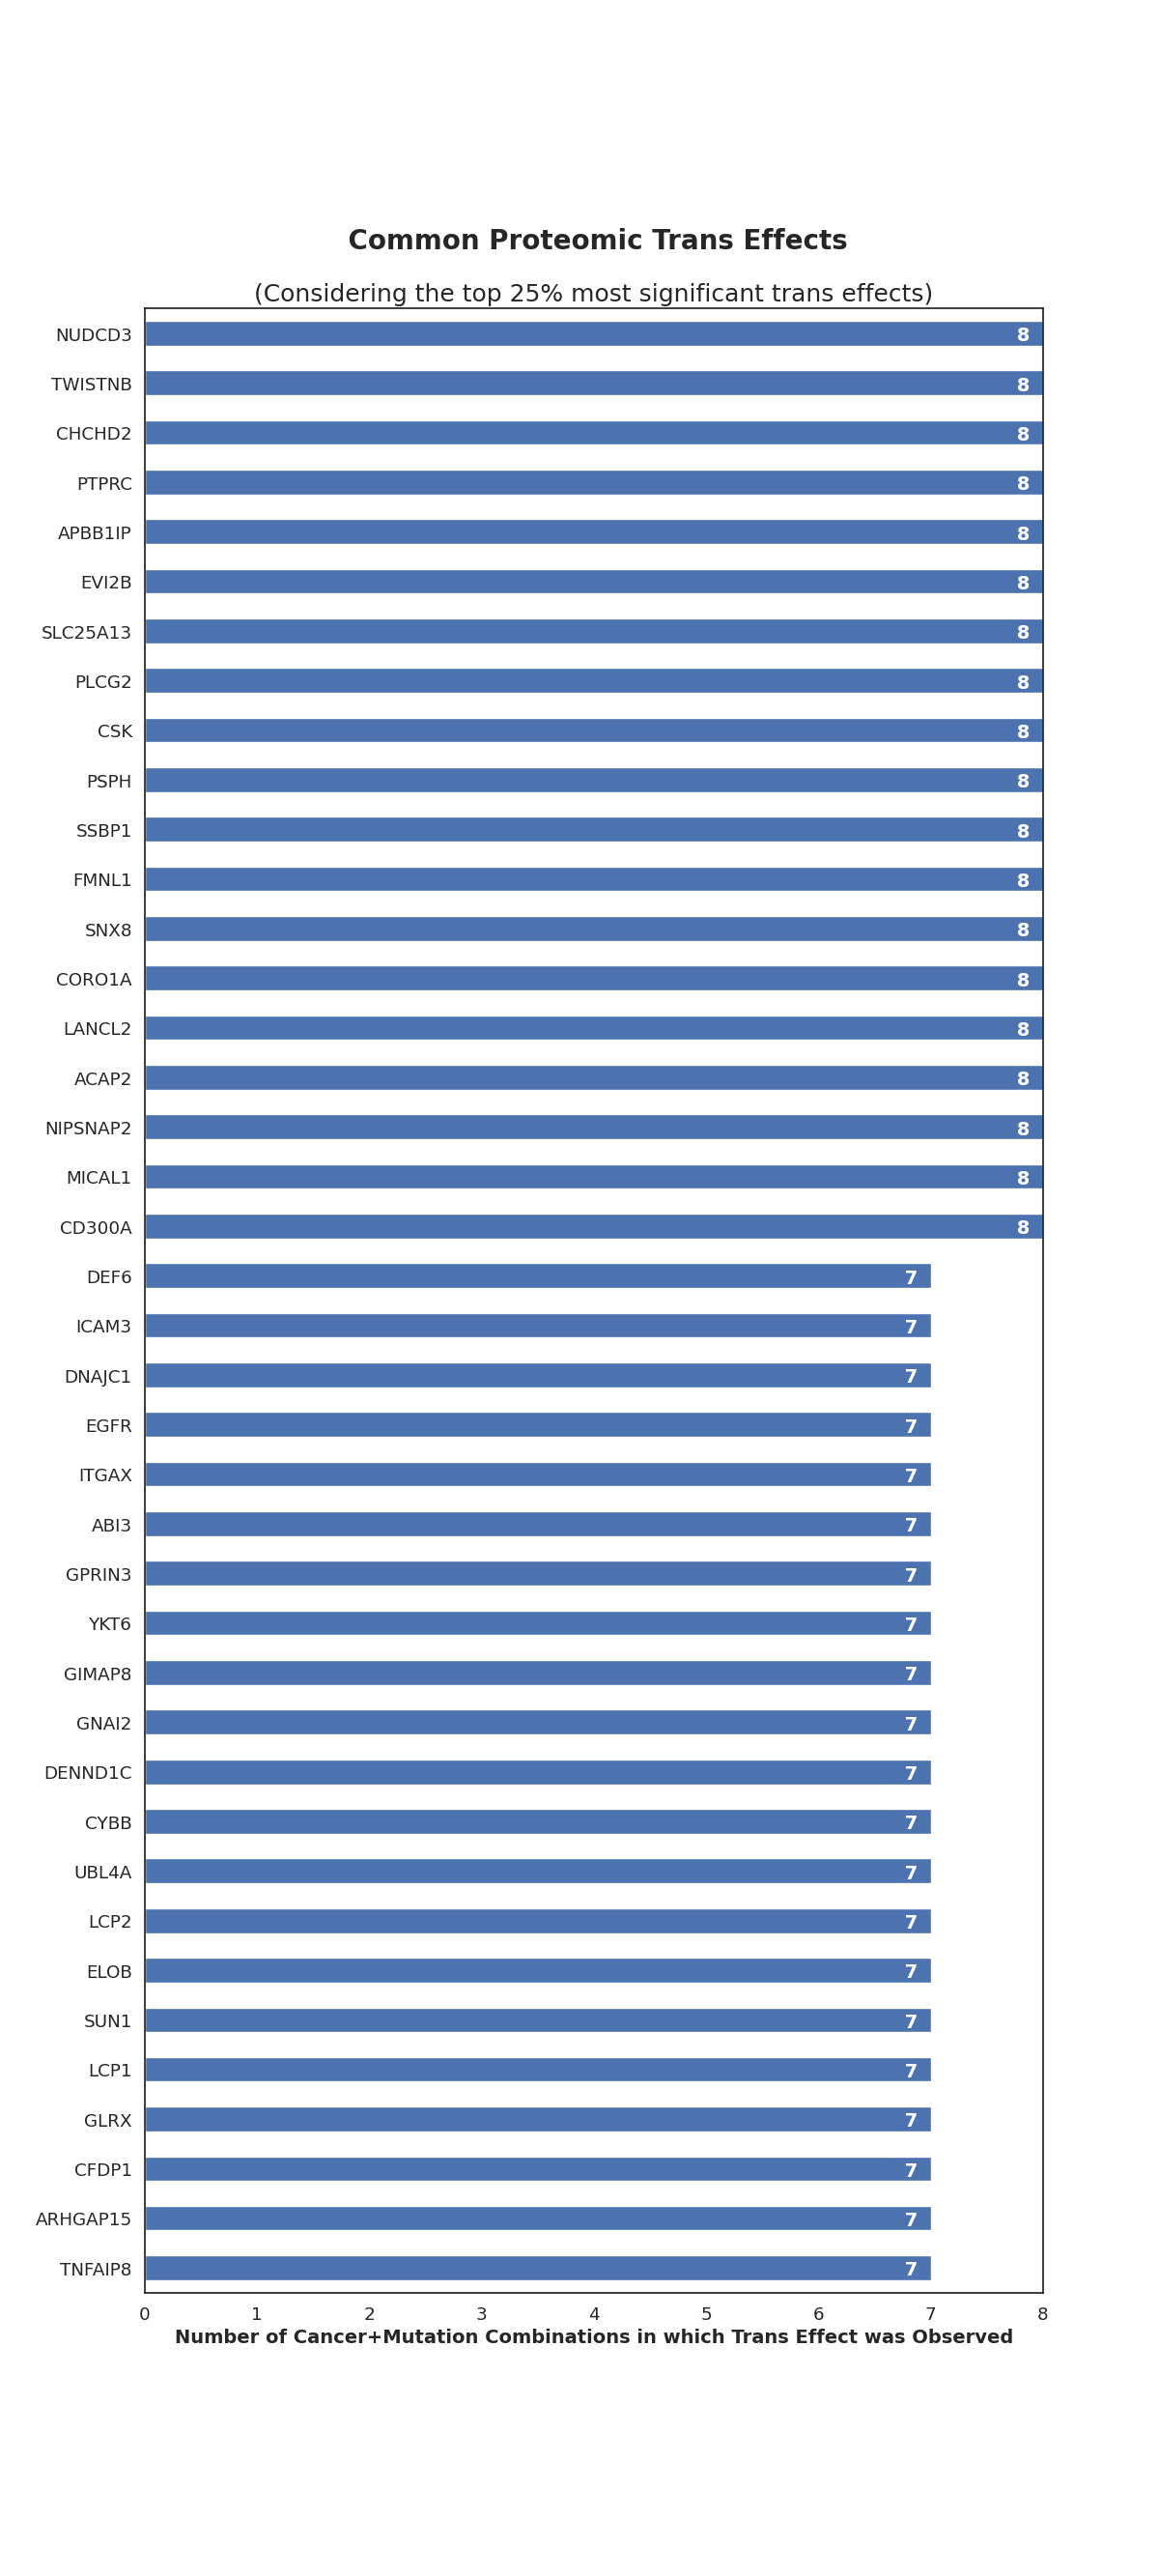 Common Proteomic Trans Effects
(Considering the top 25% most significant trans effects)
NUDCD3 8
TWISTNB 8
CHCHD2 8
PTPRC 8
APBB1IP 8
EVI2B 8
SLC25A13 8
PLCG2 8
CSK 8
PSPH 8
SSBP1 8
FMNL1 8
SNX8 8
CORO1A 8
LANCL2 8
ACAP2 8
NIPSNAP2 8
MICAL1 8
CD300A 8
DEF6 7
ICAM3 7
DNAJC1 7
EGFR 7
ITGAX 7
ABI3 7
GPRIN3 7
YKT6 7
GIMAP8 7
GNAI2 7
DENND1C 7
CYBB 7
UBL4A 7
LCP2 7
ELOB 7
SUN1 7
LCP1 7
GLRX 7
CFDP1 7
ARHGAP15 7
TNFAIP8 7
0 1 2 3 4 5 6 7 8
Number of Cancer+Mutation Combinations in which Trans Effect was Observed